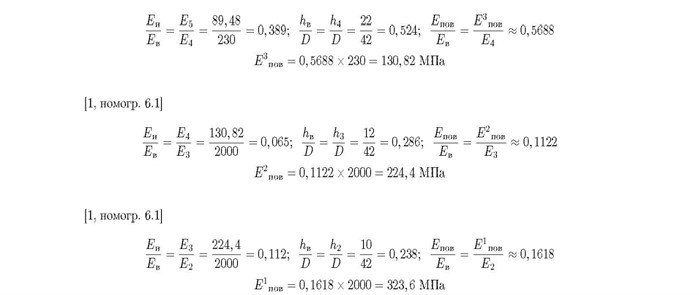 $\frac{E_{\text{н}}}{E_{\text{в}}} = \frac{E_5}{E_4} = \frac{89,48}{230} = 0,389; \quad \frac{h_{\text{в}}}{D} = \frac{h_4}{D} = \frac{22}{42} = 0,524; \quad \frac{E_{\text{пов}}}{E_{\text{в}}} = \frac{E^3{}_{\text{пов}}}{E_4} \approx 0,5688$
$E^3{}_{\text{пов}} = 0,5688 \times 230 = 130,82 \text{ МПа}$
[1, номогр. 6.1]
$\frac{E_{\text{н}}}{E_{\text{в}}} = \frac{E_4}{E_3} = \frac{130,82}{2000} = 0,065; \quad \frac{h_{\text{в}}}{D} = \frac{h_3}{D} = \frac{12}{42} = 0,286; \quad \frac{E_{\text{пов}}}{E_{\text{в}}} = \frac{E^2{}_{\text{пов}}}{E_3} \approx 0,1122$
$E^2{}_{\text{пов}} = 0,1122 \times 2000 = 224,4 \text{ МПа}$
[1, номогр. 6.1]
$\frac{E_{\text{н}}}{E_{\text{в}}} = \frac{E_3}{E_2} = \frac{224,4}{2000} = 0,112; \quad \frac{h_{\text{в}}}{D} = \frac{h_2}{D} = \frac{10}{42} = 0,238; \quad \frac{E_{\text{пов}}}{E_{\text{в}}} = \frac{E^1{}_{\text{пов}}}{E_2} \approx 0,1618$
$E^1{}_{\text{пов}} = 0,1618 \times 2000 = 323,6 \text{ МПа}$